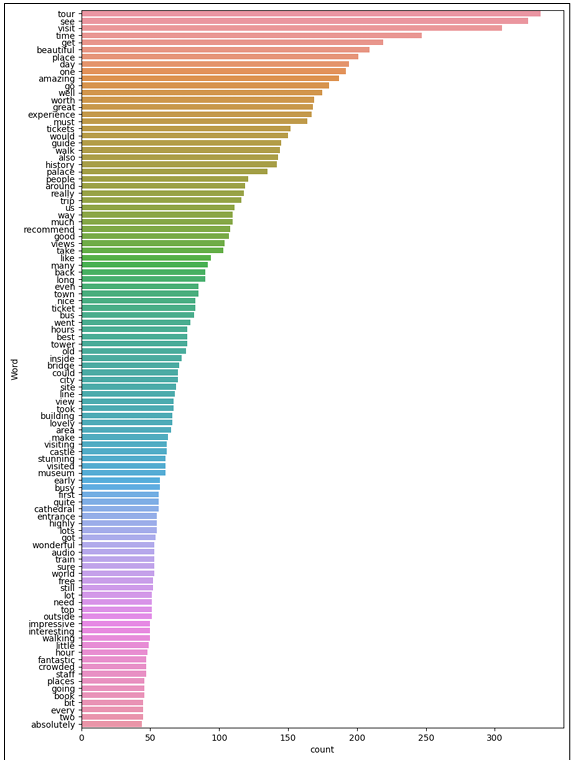 tour
see
visit
time
get
beautiful
place
day
one
amazing
go
well
worth
great
experience
must
tickets
would
guide
walk
also
history
palace
people
around
really
trip
us
way
much
recommend
good
views
take
like
many
back
long
even
town
nice
ticket
bus
went
hours
best
tower
old
inside
bridge
could
city
site
line
view
took
building
lovely
area
make
visiting
castle
stunning
visited
museum
early
busy
first
quite
cathedral
entrance
highly
lots
got
wonderful
audio
train
sure
world
free
still
lot
need
top
outside
impressive
interesting
walking
little
hour
fantastic
crowded
staff
places
going
book
bit
every
two
absolutely
Word
0 50 100 150 200 250 300
count